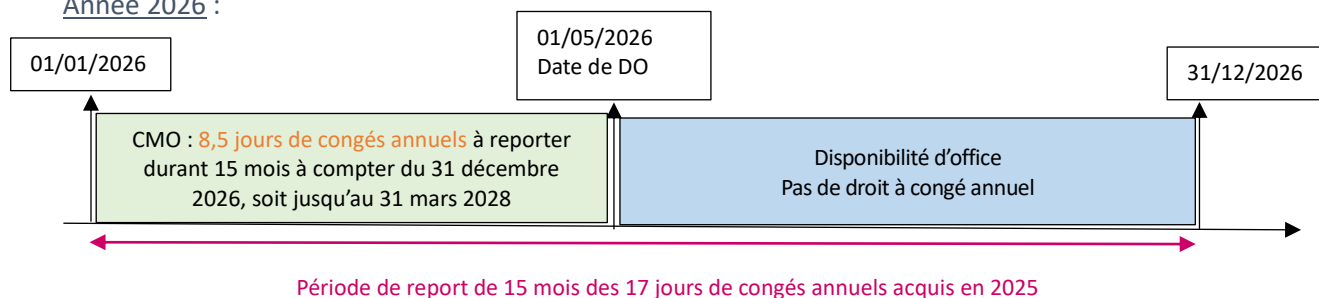 Année 2026 :
01/01/2026
01/05/2026
Date de DO
31/12/2026
CMO : 8,5 jours de congés annuels à reporter
durant 15 mois à compter du 31 décembre
2026, soit jusqu’au 31 mars 2028
Disponibilité d’office
Pas de droit à congé annuel
Période de report de 15 mois des 17 jours de congés annuels acquis en 2025